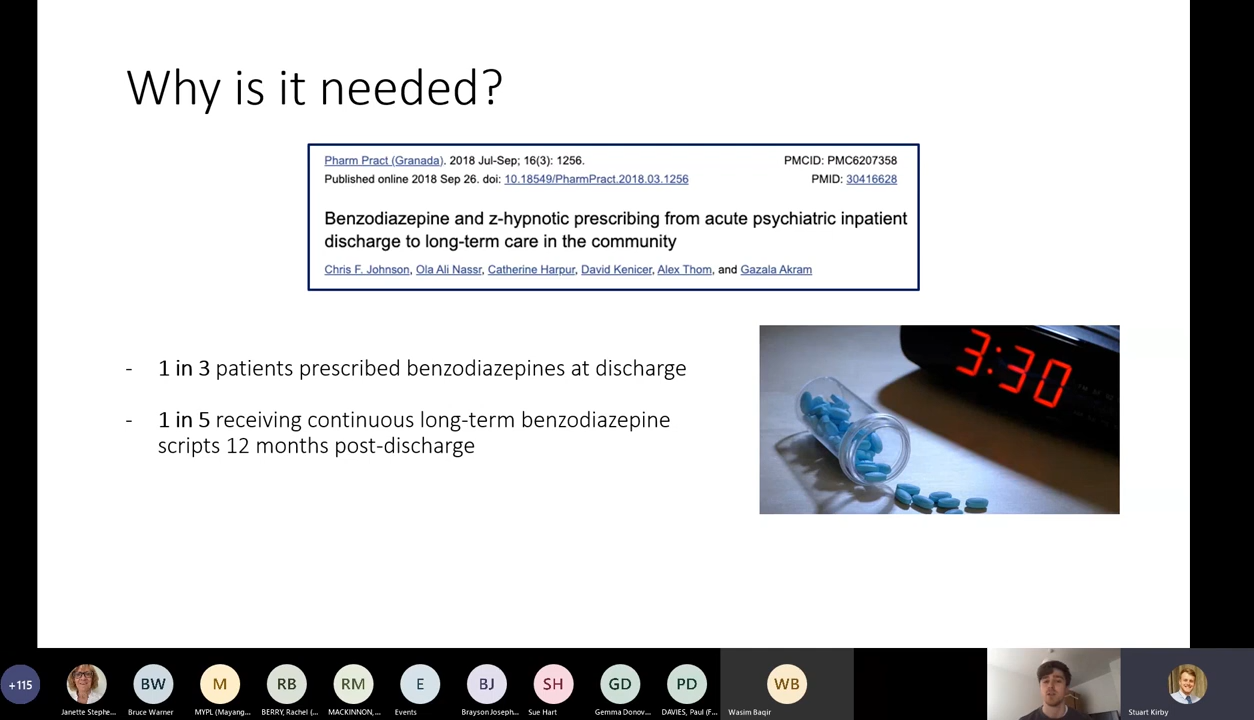 Why is it needed?
Pharm Pract (Granada). 2018 Jul-Sep; 16(3): 1256.
PMCID: PMC6207358
Published online 2018 Sep 26. doi: 10.18549/PharmPract.2018.03.1256
PMID: 30416628
Benzodiazepine and z-hypnotic prescribing from acute psychiatric inpatient
discharge to long-term care in the community
Chris F. Johnson, Ola Ali Nassr, Catherine Harpur, David Kenicer, Alex Thom, and Gazala Akram
- 1 in 3 patients prescribed benzodiazepines at discharge
- 1 in 5 receiving continuous long-term benzodiazepine
scripts 12 months post-discharge
3:30
+115
BW
M
RB
RM
E
BJ
SH
GD
PD
WB
Janette Stephe...
Bruce Warner
MYPL (Mayang...
BERRY, Rachel (...
MACKINNON,...
Events
Brayson Joseph...
Sue Hart
Gemma Donov...
DAVIES, Paul (F...
Wasim Baqir
Stuart Kirby